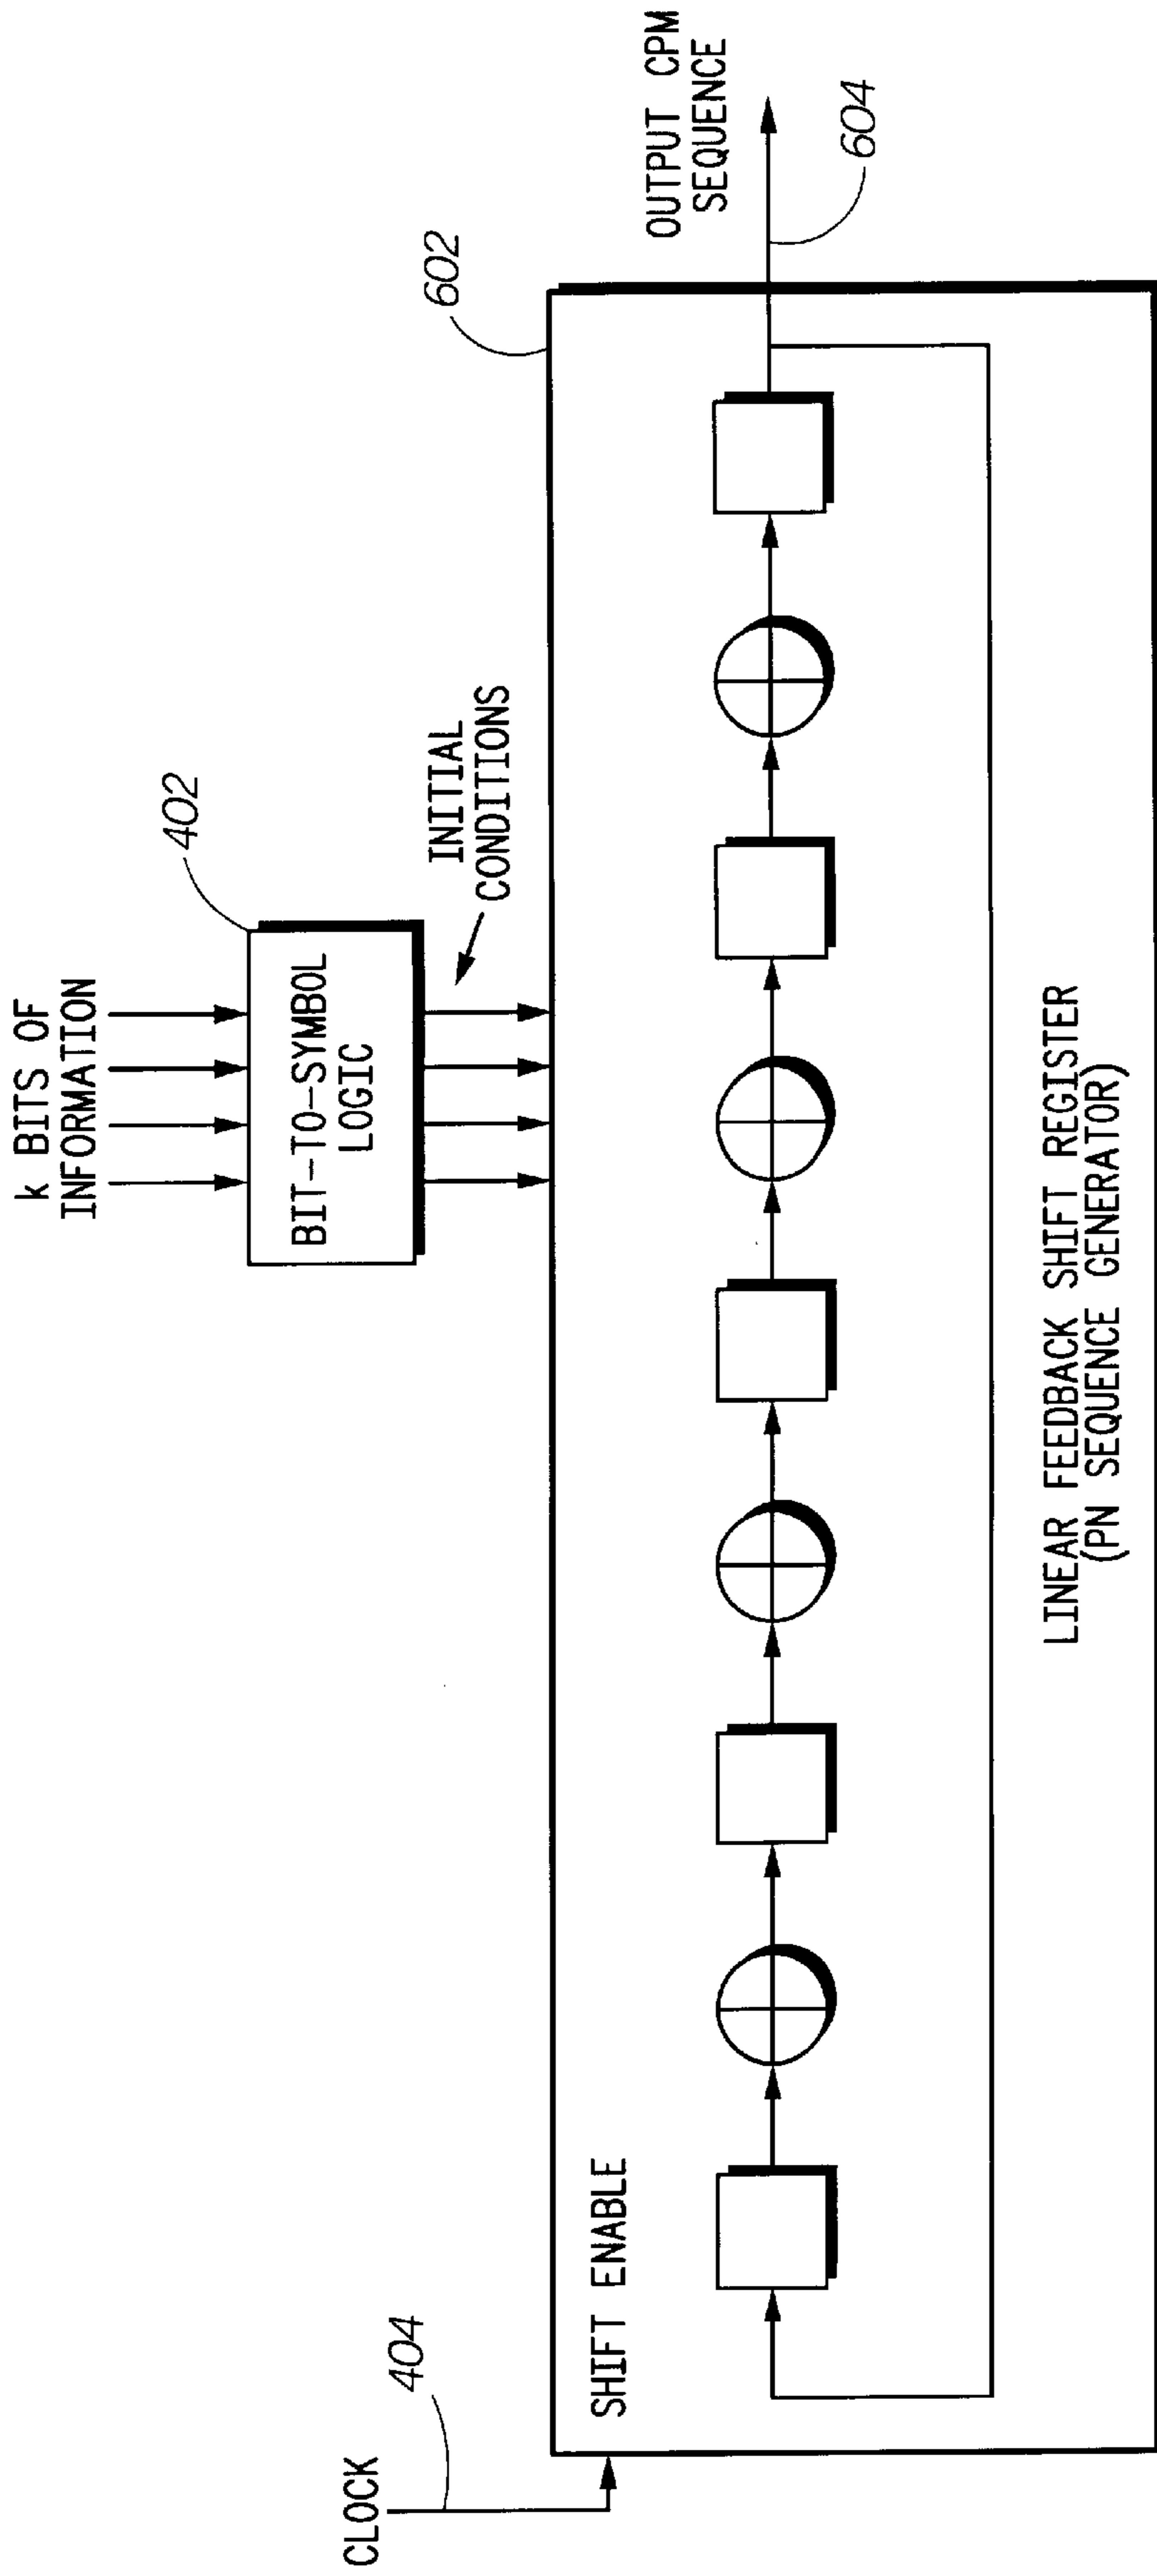 k BITS OF
INFORMATION
402
BIT-TO-SYMBOL
LOGIC
INITIAL
CONDITIONS
CLOCK
404
602
SHIFT ENABLE
OUTPUT CPM
SEQUENCE
604
LINEAR FEEDBACK SHIFT REGISTER
(PN SEQUENCE GENERATOR)